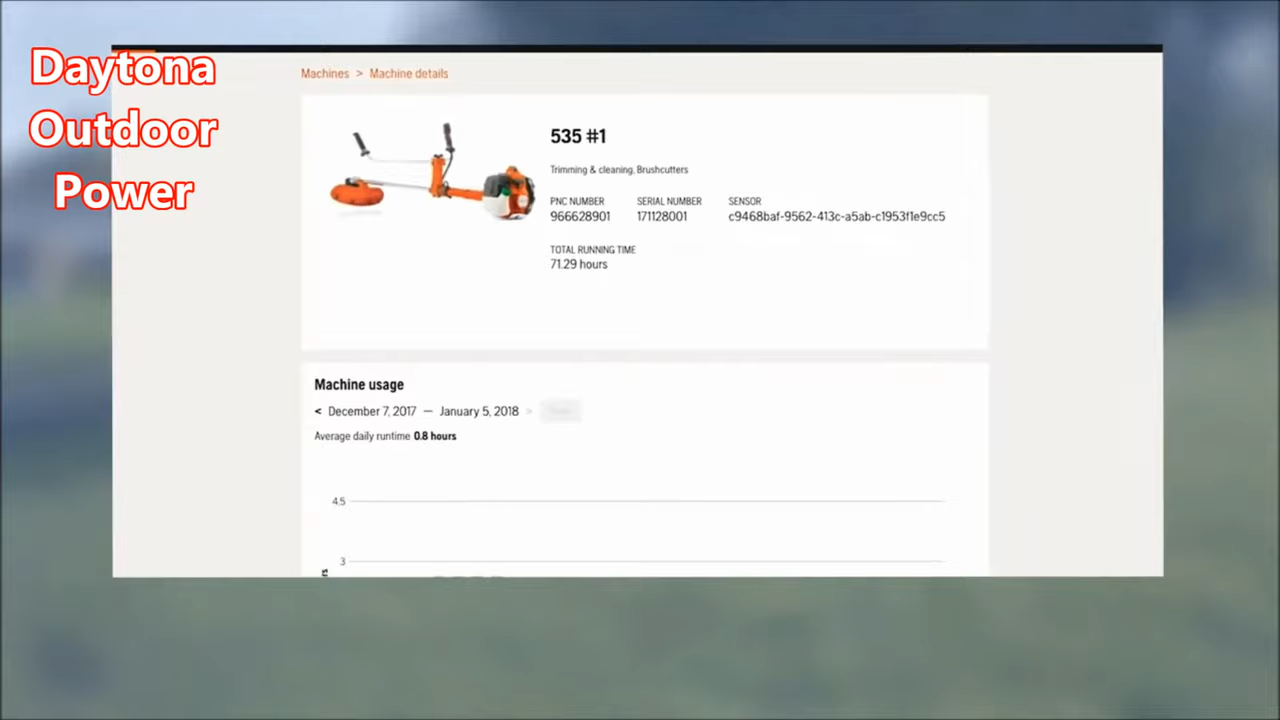 Daytona
Outdoor
Power
Machines > Machine details
535 #1
Trimming & cleaning, Brushcutters
PNC NUMBER SERIAL NUMBER SENSOR
966628901 171128001 c9468baf-9562-413c-a5ab-c1953f1e9cc5
TOTAL RUNNING TIME
71.29 hours
Machine usage
< December 7, 2017 — January 5, 2018 >
Average daily runtime 0.8 hours
4.5
3